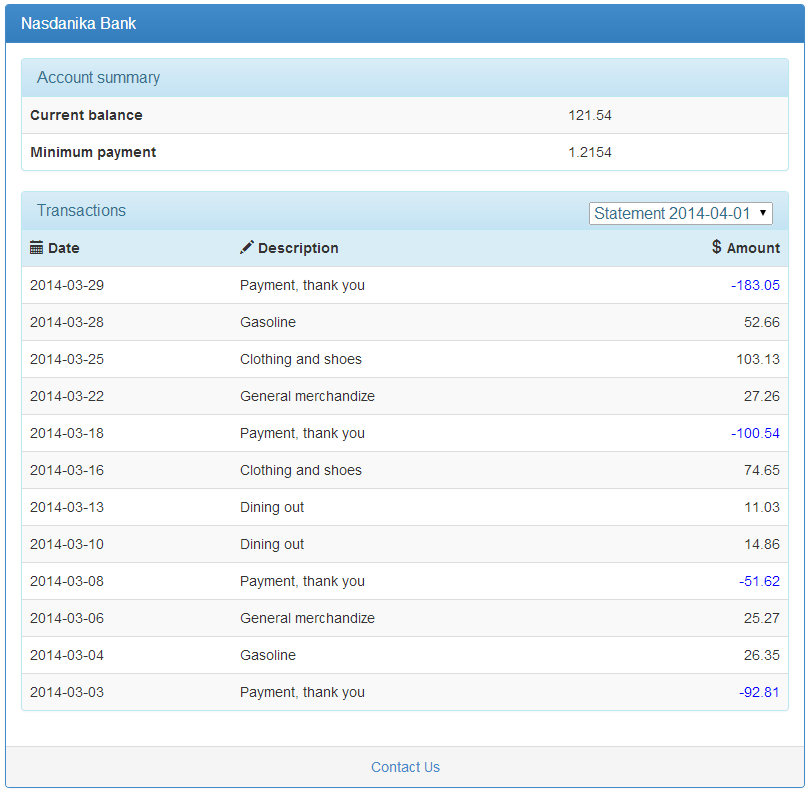 Nasdanika Bank
Account summary
Current balance 121.54
Minimum payment 1.2154
Transactions Statement 2014-04-01
Date Description $ Amount
2014-03-29 Payment, thank you -183.05
2014-03-28 Gasoline 52.66
2014-03-25 Clothing and shoes 103.13
2014-03-22 General merchandize 27.26
2014-03-18 Payment, thank you -100.54
2014-03-16 Clothing and shoes 74.65
2014-03-13 Dining out 11.03
2014-03-10 Dining out 14.86
2014-03-08 Payment, thank you -51.62
2014-03-06 General merchandize 25.27
2014-03-04 Gasoline 26.35
2014-03-03 Payment, thank you -92.81
Contact Us